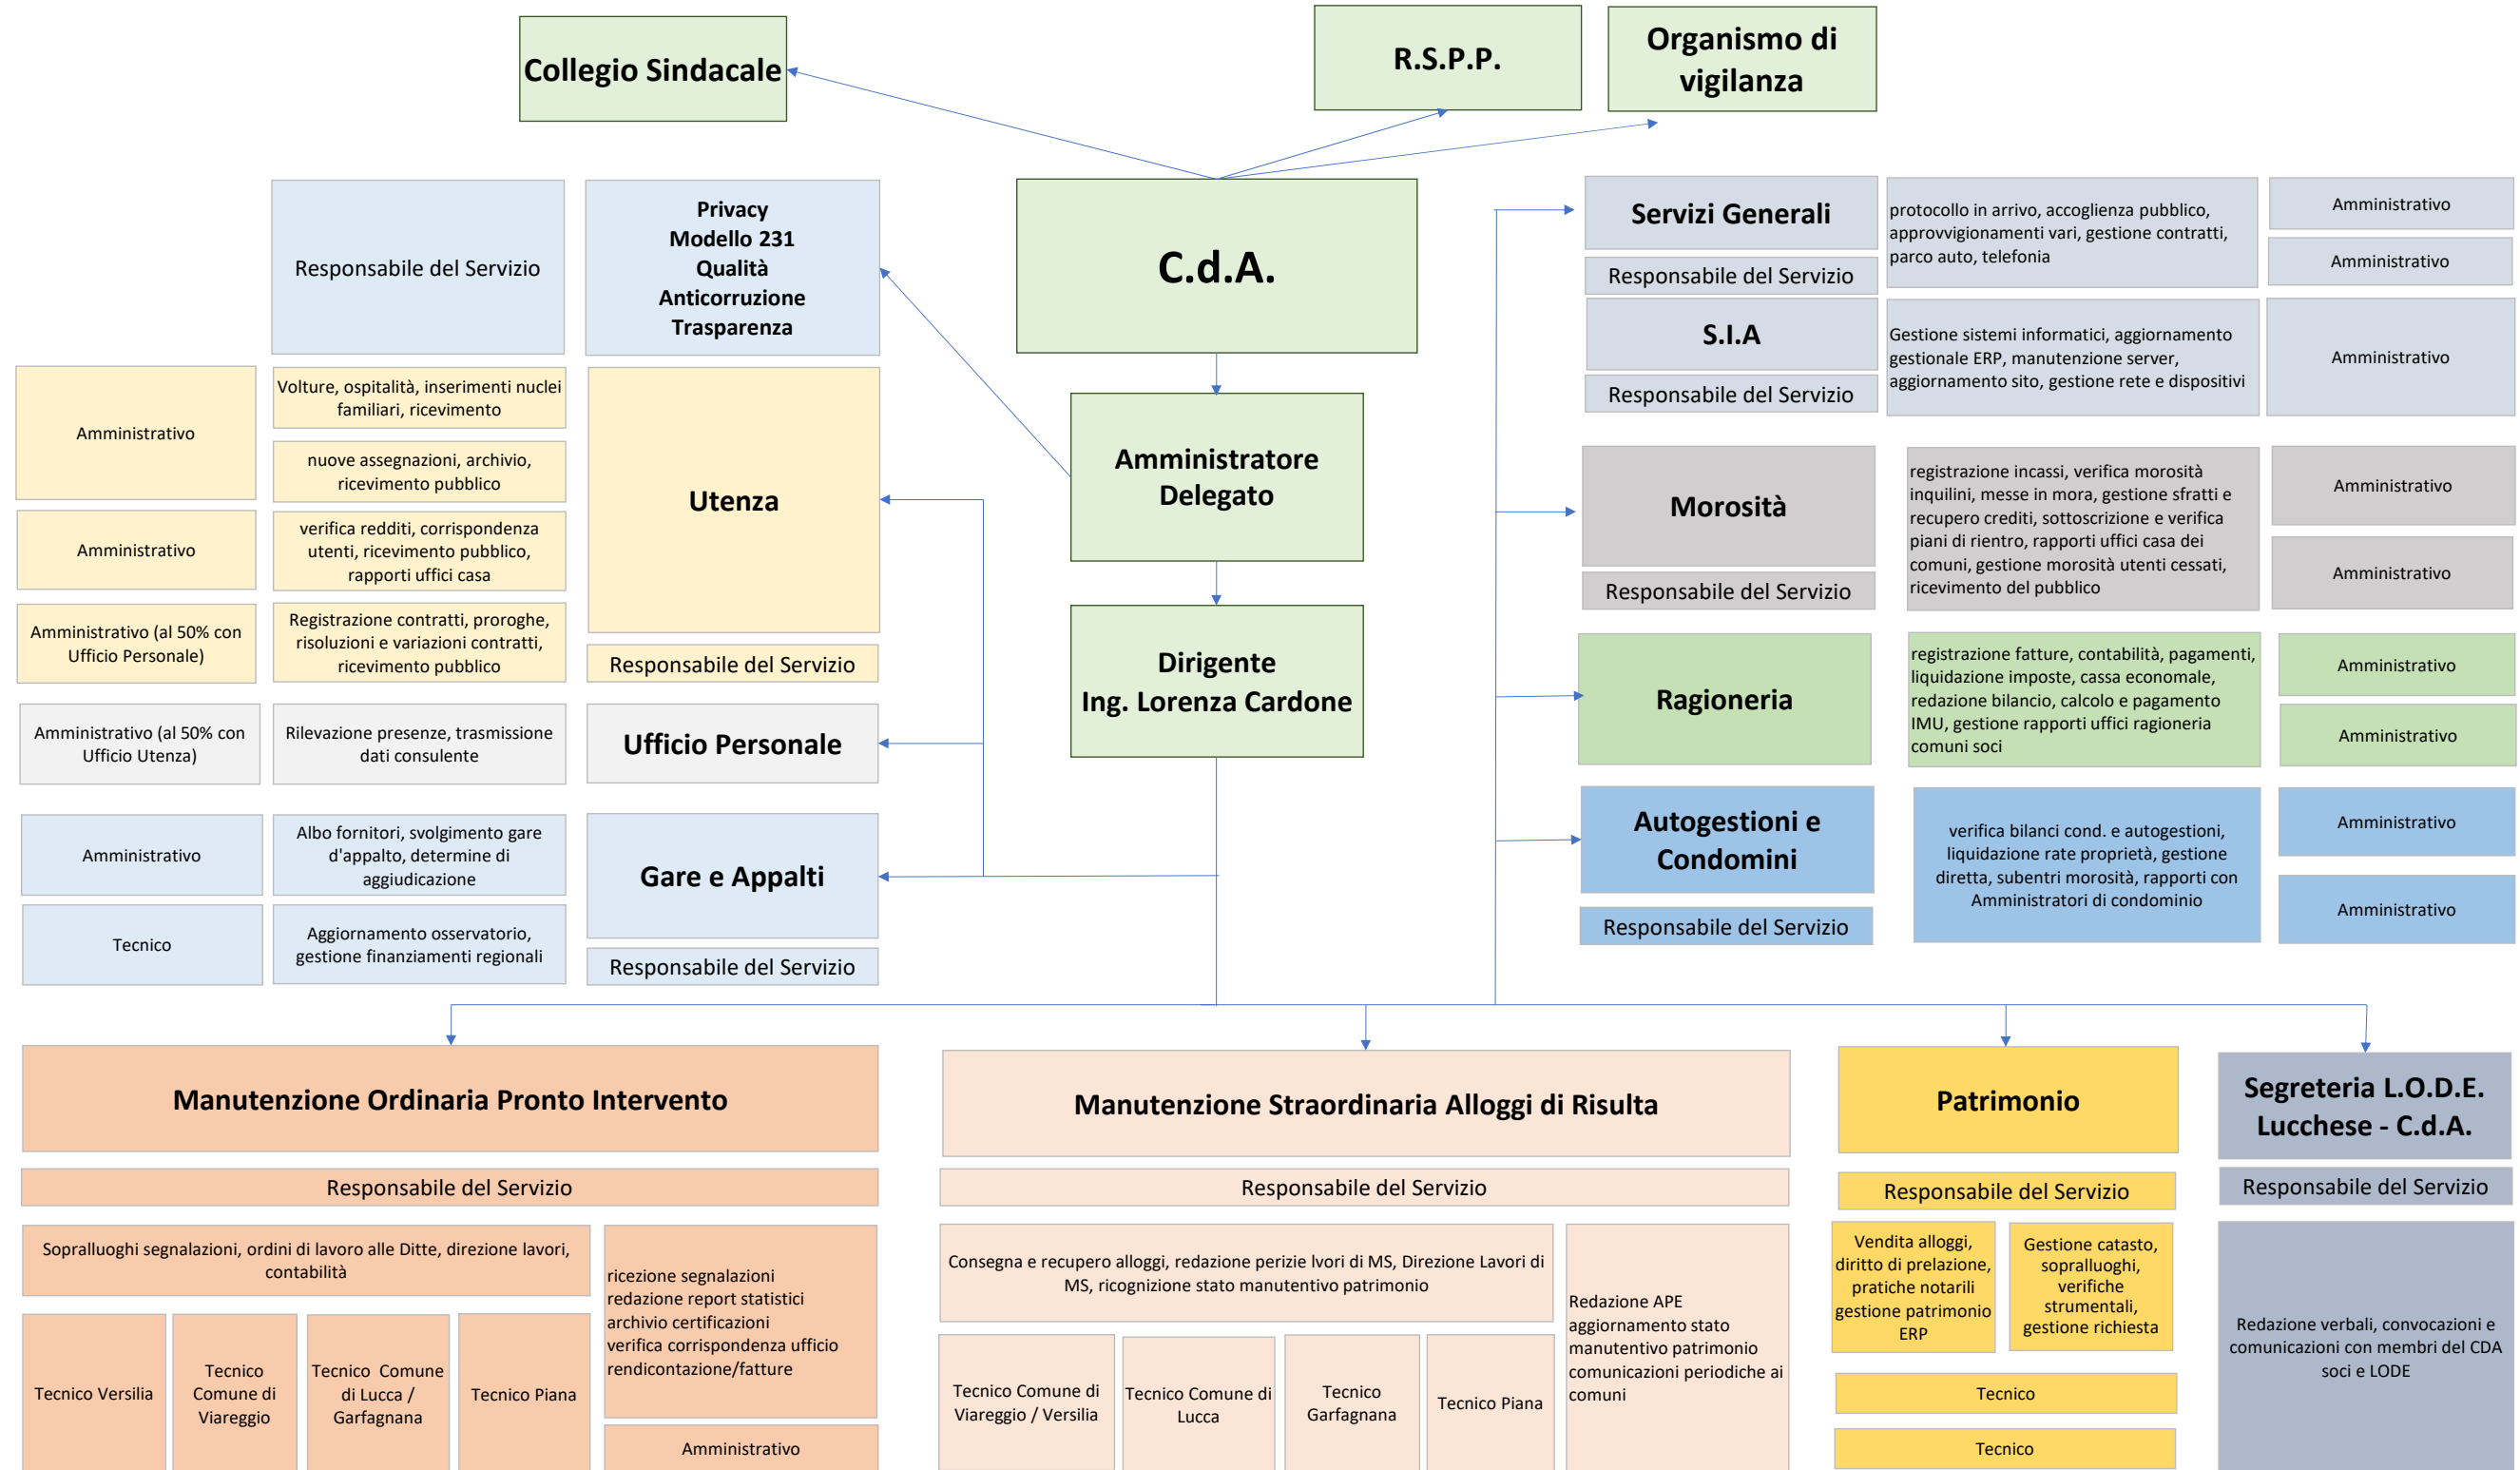 Collegio Sindacale
R.S.P.P.
Organismo di
vigilanza
Responsabile del Servizio
Privacy
Modello 231
Qualità
Anticorruzione
Trasparenza
C.d.A.
Servizi Generali
Responsabile del Servizio
protocollo in arrivo, accoglienza pubblico,
approvvigionamenti vari, gestione contratti,
parco auto, telefonia
Amministrativo
Amministrativo
S.I.A
Responsabile del Servizio
Gestione sistemi informatici, aggiornamento
gestionale ERP, manutenzione server,
aggiornamento sito, gestione rete e dispositivi
Amministrativo
Amministrativo
Volture, ospitalità, inserimenti nuclei
familiari, ricevimento
nuove assegnazioni, archivio,
ricevimento pubblico
Amministrativo
verifica redditi, corrispondenza
utenti, ricevimento pubblico,
rapporti uffici casa
Amministrativo (al 50% con
Ufficio Personale)
Registrazione contratti, proroghe,
risoluzioni e variazioni contratti,
ricevimento pubblico
Utenza
Responsabile del Servizio
Amministratore
Delegato
Dirigente
Ing. Lorenza Cardone
Morosità
Responsabile del Servizio
registrazione incassi, verifica morosità
inquilini, messe in mora, gestione sfratti e
recupero crediti, sottoscrizione e verifica
piani di rientro, rapporti uffici casa dei
comuni, gestione morosità utenti cessati,
ricevimento del pubblico
Amministrativo
Amministrativo
Ragioneria
registrazione fatture, contabilità, pagamenti,
liquidazione imposte, cassa economale,
redazione bilancio, calcolo e pagamento
IMU, gestione rapporti uffici ragioneria
comuni soci
Amministrativo
Amministrativo
Amministrativo (al 50% con
Ufficio Utenza)
Rilevazione presenze, trasmissione
dati consulente
Ufficio Personale
Amministrativo
Albo fornitori, svolgimento gare
d'appalto, determine di
aggiudicazione
Tecnico
Aggiornamento osservatorio,
gestione finanziamenti regionali
Gare e Appalti
Responsabile del Servizio
Autogestioni e
Condomini
Responsabile del Servizio
verifica bilanci cond. e autogestioni,
liquidazione rate proprietà, gestione
diretta, subentri morosità, rapporti con
Amministratori di condominio
Amministrativo
Amministrativo
Manutenzione Ordinaria Pronto Intervento
Responsabile del Servizio
Sopralluoghi segnalazioni, ordini di lavoro alle Ditte, direzione lavori,
contabilità
Tecnico Versilia
Tecnico
Comune di
Viareggio
Tecnico  Comune
di Lucca /
Garfagnana
Tecnico Piana
ricezione segnalazioni
redazione report statistici
archivio certificazioni
verifica corrispondenza ufficio
rendicontazione/fatture
Amministrativo
Manutenzione Straordinaria Alloggi di Risulta
Responsabile del Servizio
Consegna e recupero alloggi, redazione perizie lvori di MS, Direzione Lavori di
MS, ricognizione stato manutentivo patrimonio
Tecnico Comune di
Viareggio / Versilia
Tecnico Comune di
Lucca
Tecnico
Garfagnana
Tecnico Piana
Redazione APE
aggiornamento stato
manutentivo patrimonio
comunicazioni periodiche ai
comuni
Patrimonio
Responsabile del Servizio
Vendita alloggi,
diritto di prelazione,
pratiche notarili
gestione patrimonio
ERP
Gestione catasto,
sopralluoghi,
verifiche
strumentali,
gestione richiesta
Tecnico
Tecnico
Segreteria L.O.D.E.
Lucchese - C.d.A.
Responsabile del Servizio
Redazione verbali, convocazioni e
comunicazioni con membri del CDA
soci e LODE